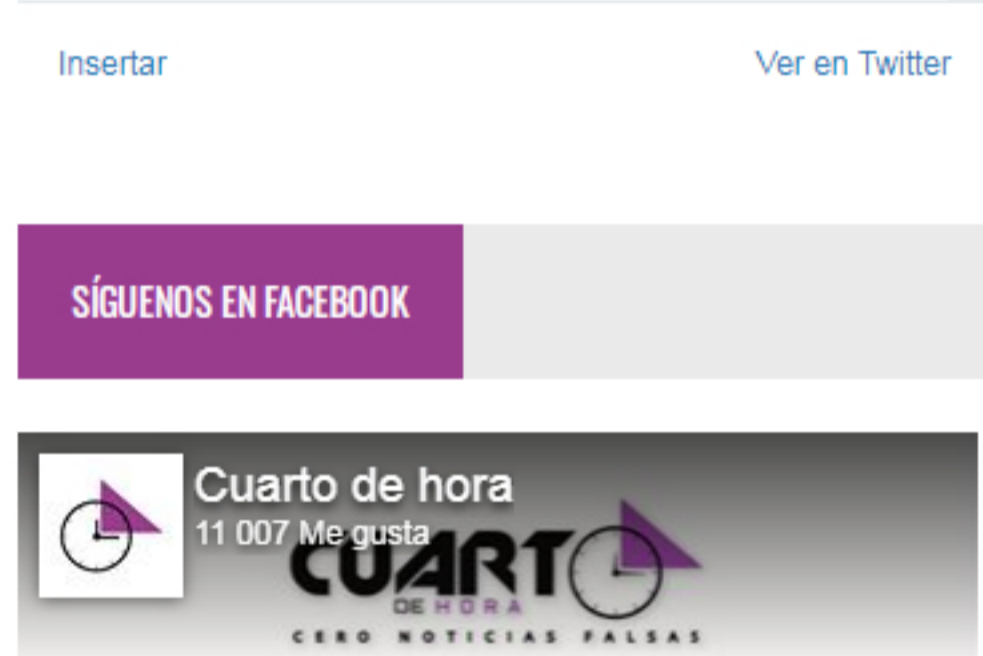 Insertar
Ver en Twitter
SÍGUENOS EN FACEBOOK
Cuarto de hora
11 007 Me gusta
CUARTO
DE HORA
CERO NOTICIAS FALSAS